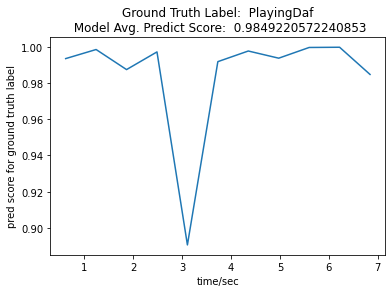 Ground Truth Label: PlayingDaf
Model Avg. Predict Score: 0.9849220572240853
1.00
0.98
0.96
0.94
0.92
0.90
pred score for ground truth label
1 2 3 4 5 6 7
time/sec